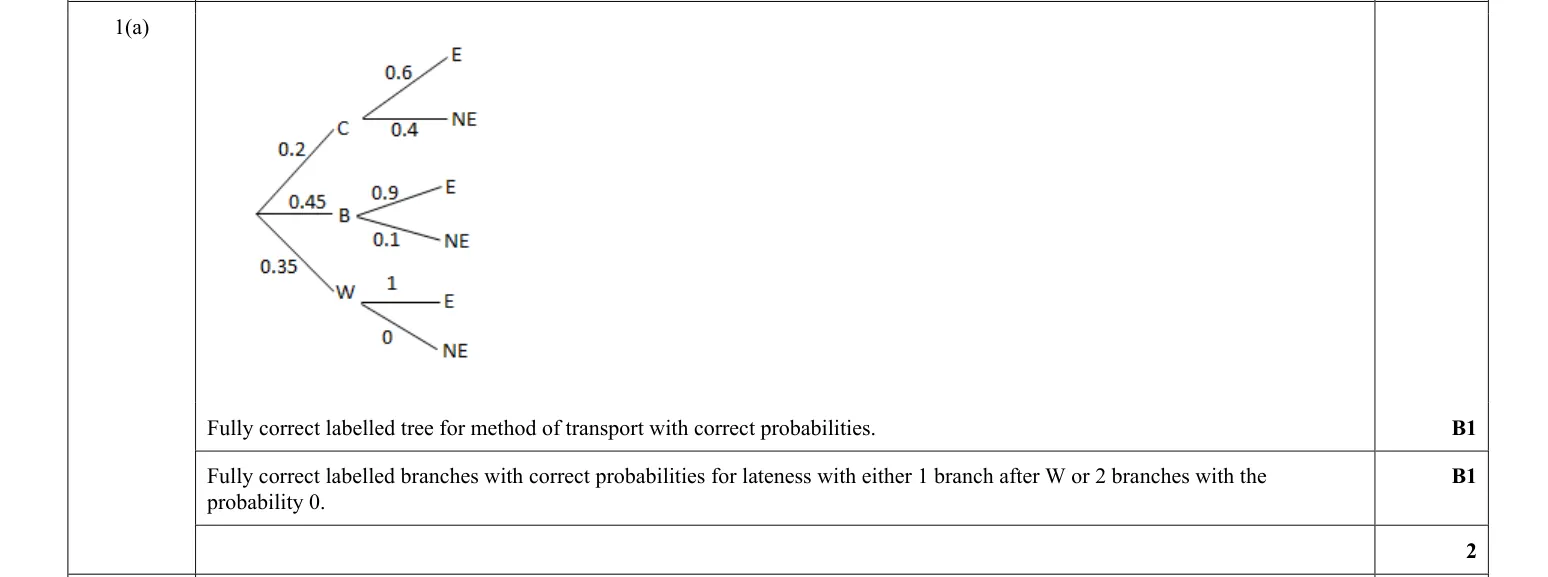 1(a)
E
0.6
NE
C
0.4
0.2
0.9
E
0.45
B
0.1
NE
0.35
1
W
E
0
NE
Fully correct labelled tree for method of transport with correct probabilities.
B1
Fully correct labelled branches with correct probabilities for lateness with either 1 branch after W or 2 branches with the
probability 0.
B1
2